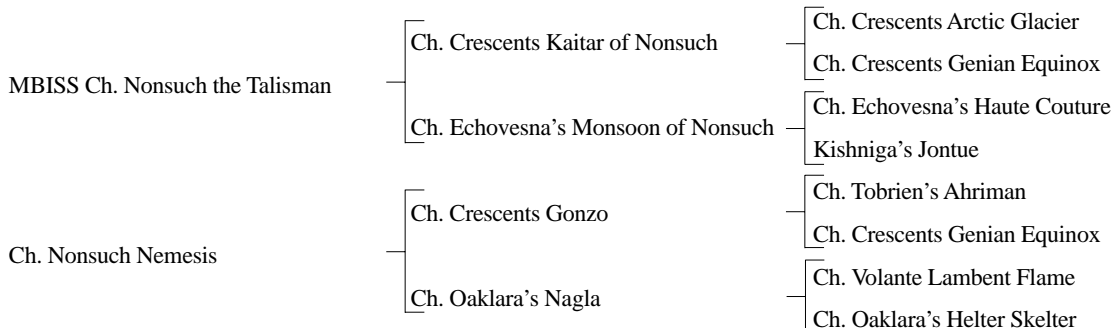 Ch. Crescents Arctic Glacier
Ch. Crescents Kaitar of Nonsuch
Ch. Crescents Genian Equinox
MBISS Ch. Nonsuch the Talisman
Ch. Echovesna’s Haute Couture
Ch. Echovesna’s Monsoon of Nonsuch
Kishniga’s Jontue
Ch. Tobrien’s Ahriman
Ch. Crescents Gonzo
Ch. Crescents Genian Equinox
Ch. Nonsuch Nemesis
Ch. Volante Lambent Flame
Ch. Oaklara’s Nagla
Ch. Oaklara’s Helter Skelter